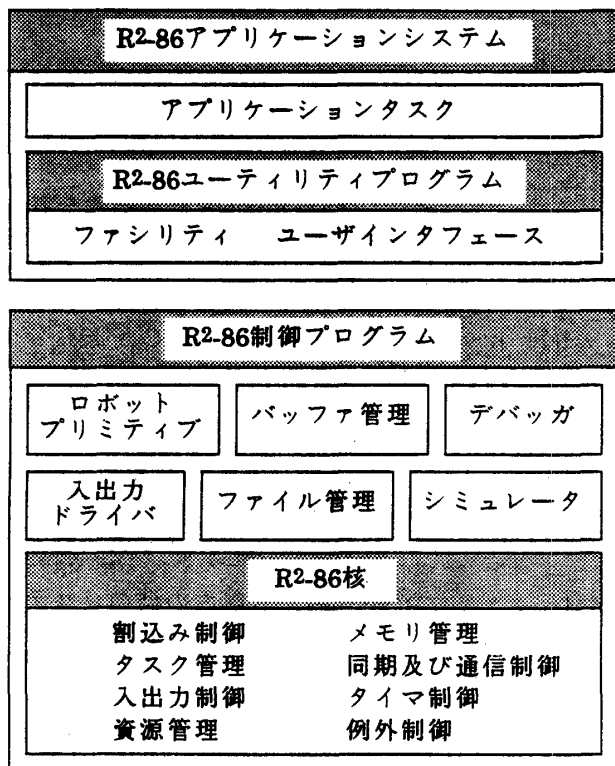 R2-86アプリケーションシステム
アプリケーションタスク
R2-86ユーティリティプログラム
ファシリティ ユーザインタフェース
R2-86制御プログラム
ロボット
プリミティブ
バッファ管理
デバッガ
入出力
ドライバ
ファイル管理
シミュレータ
R2-86核
割込み制御 メモリ管理
タスク管理 同期及び通信制御
入出力制御 タイマ制御
資源管理 例外制御